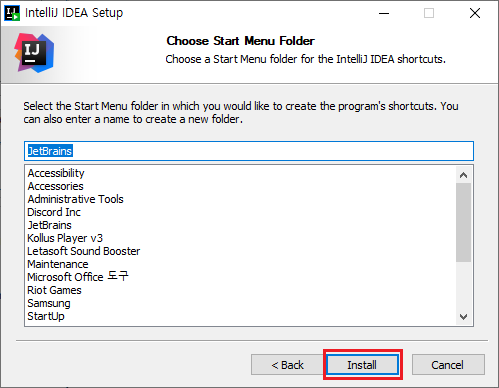 IntelliJ IDEA Setup
IJ
Choose Start Menu Folder
Choose a Start Menu folder for the IntelliJ IDEA shortcuts.
Select the Start Menu folder in which you would like to create the program's shortcuts. You
can also enter a name to create a new folder.
JetBrains
Accessibility
Accessories
Administrative Tools
Discord Inc
JetBrains
Kollus Player v3
Letasoft Sound Booster
Maintenance
Microsoft Office 도구
Riot Games
Samsung
StartUp
< Back Install Cancel